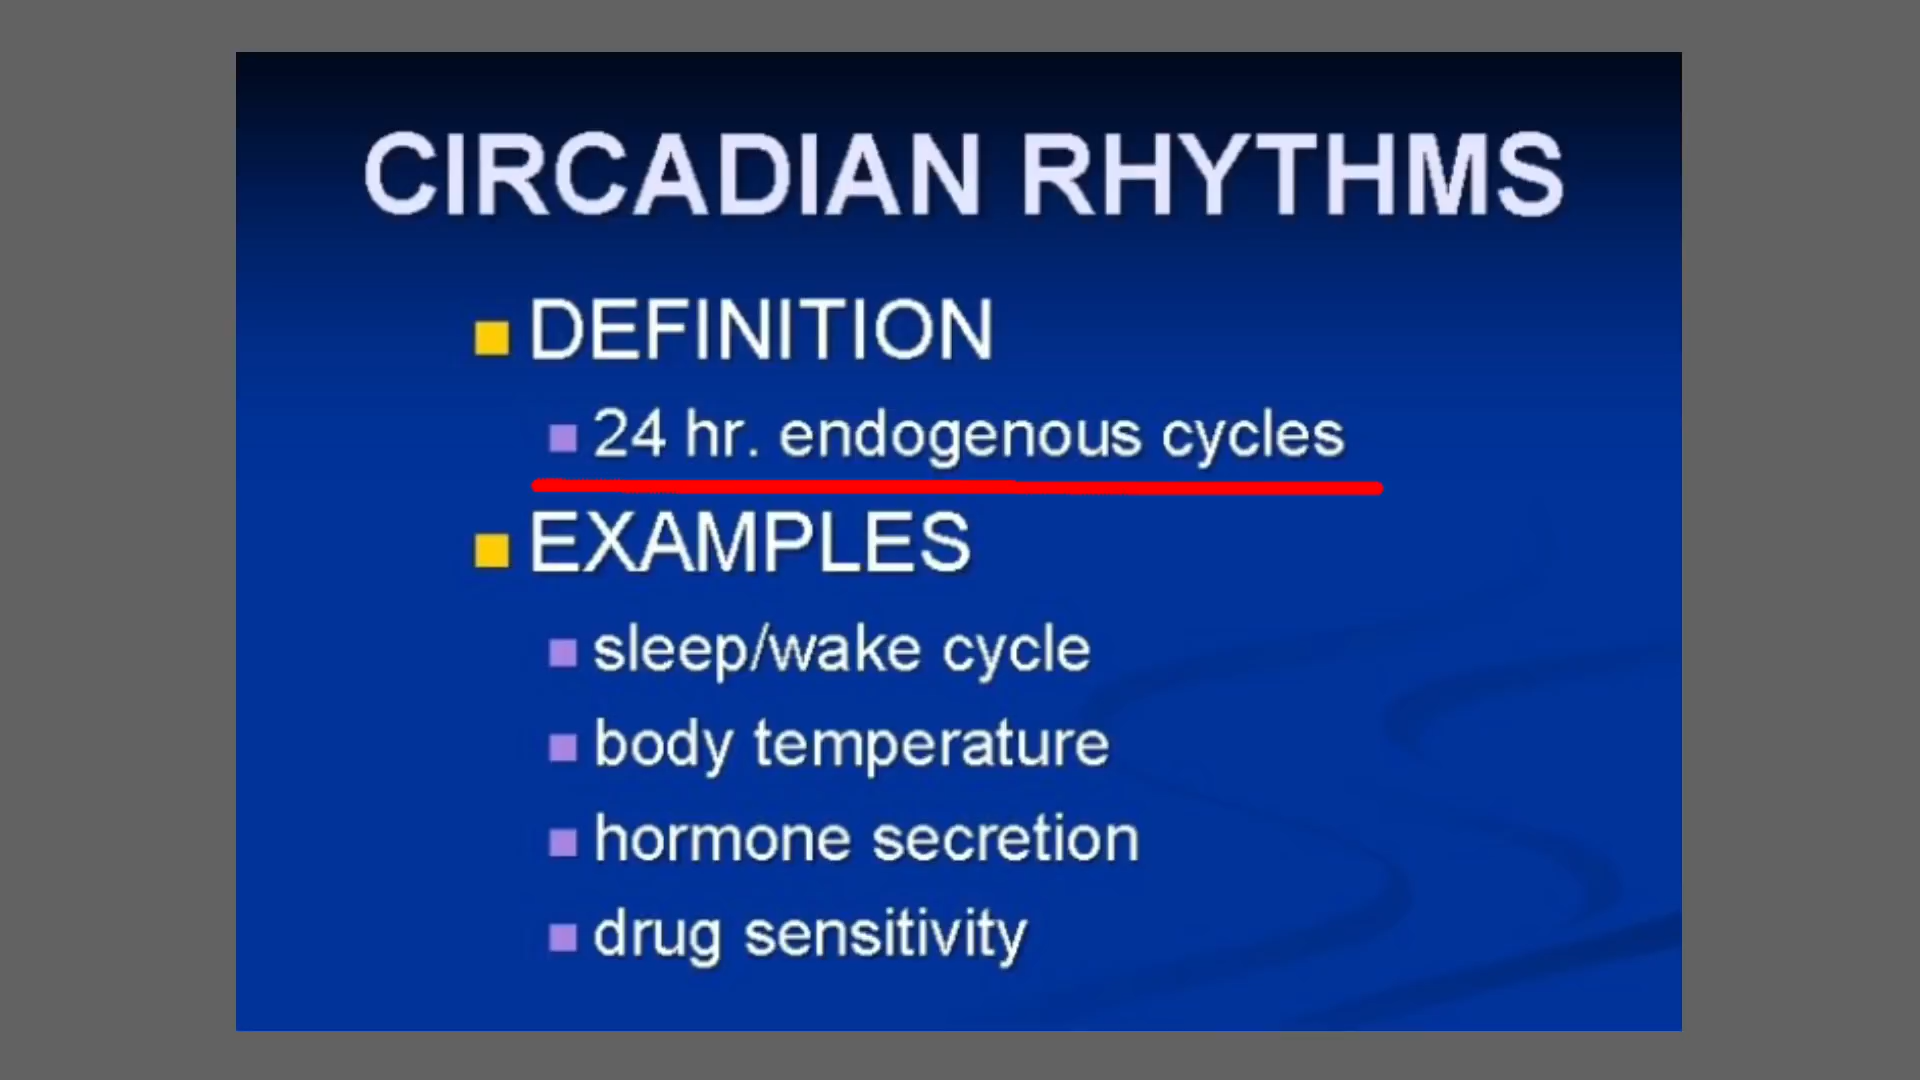 CIRCADIAN RHYTHMS
DEFINITION
24 hr. endogenous cycles
EXAMPLES
sleep/wake cycle
body temperature
hormone secretion
drug sensitivity